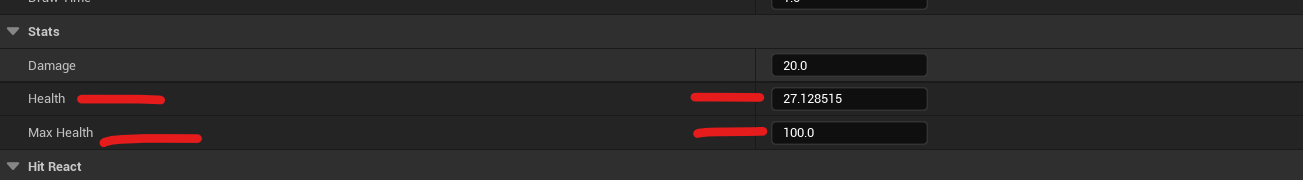 Stats
Damage 20.0
Health 27.128515
Max Health 100.0
Hit React